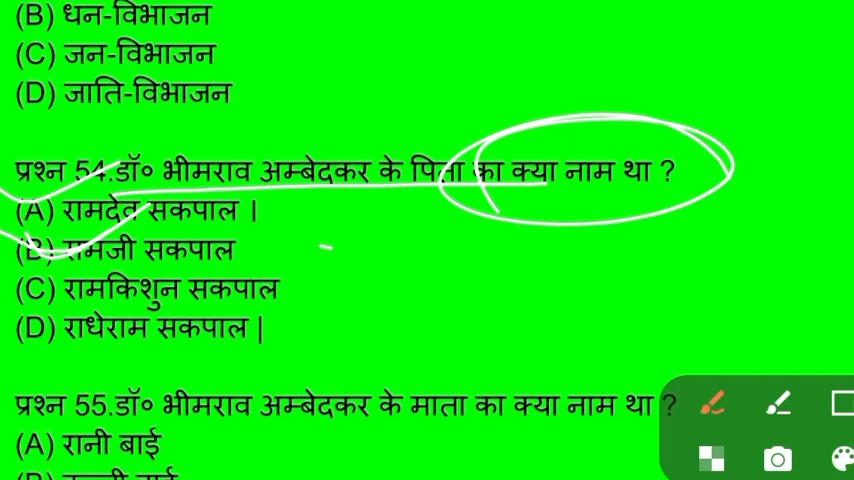 (B) धन-विभाजन
(C) जन-विभाजन
(D) जाति-विभाजन
प्रश्न 54.डॉ० भीमराव अम्बेदकर के पिता का क्या नाम था ?
(A) रामदेव सकपाल ।
(B) रामजी सकपाल
(C) रामकिशुन सकपाल
(D) राधेराम सकपाल |
प्रश्न 55.डॉ० भीमराव अम्बेदकर के माता का क्या नाम था ?
(A) रानी बाई